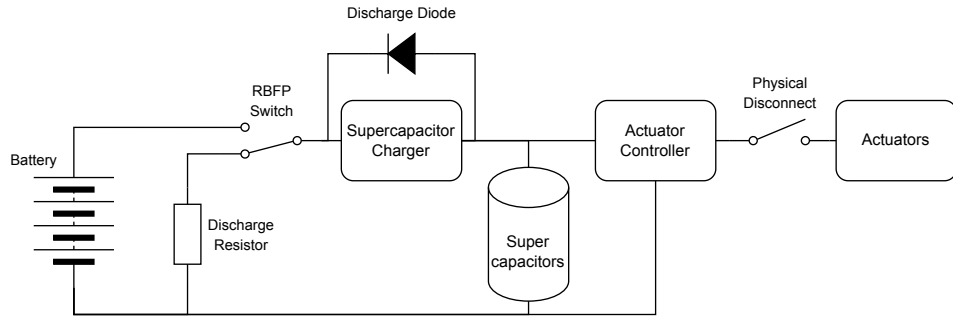 Discharge Diode
RBFP
Switch
Physical
Disconnect
Supercapacitor
Charger
Actuator
Controller
Actuators
Battery
Discharge
Resistor
Super
capacitors